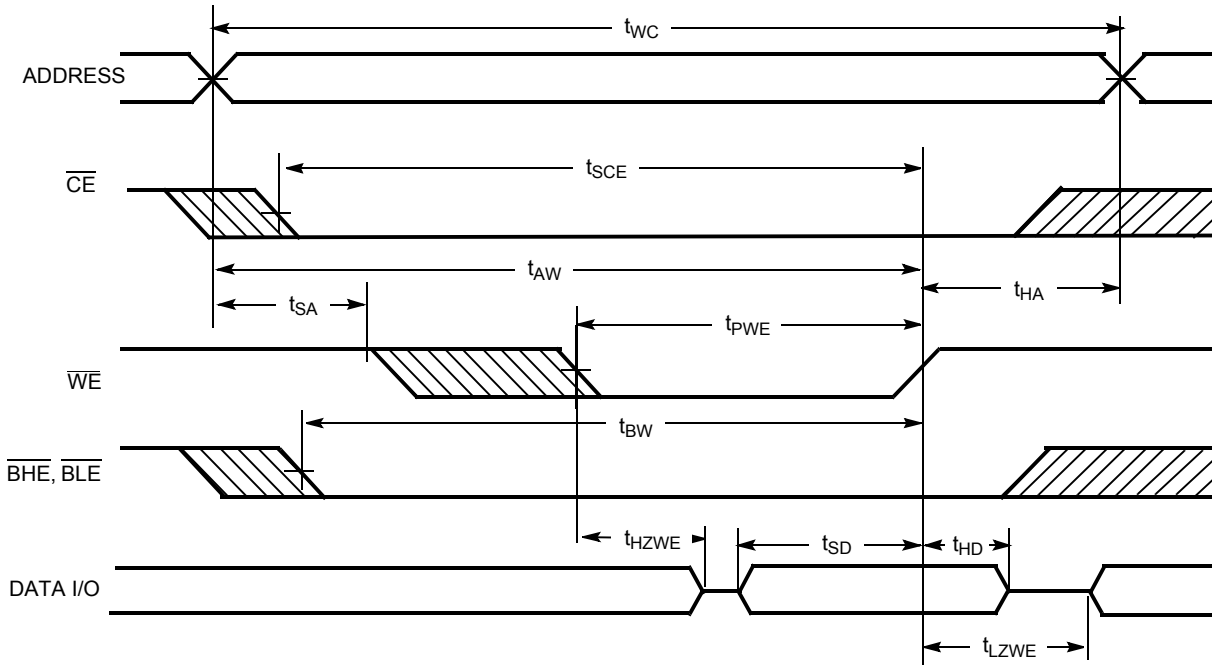 tWC
ADDRESS
tSCE
CE
tAW
tSA
tHA
tPWE
WE
tBW
BHE, BLE
tHZWE
tSD
tHD
DATA I/O
tLZWE